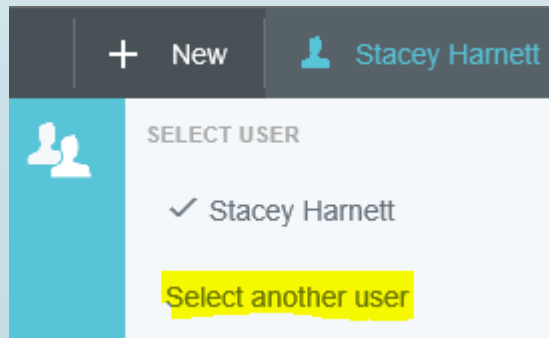 + New Stacey Harnett
SELECT USER
✓ Stacey Harnett
Select another user